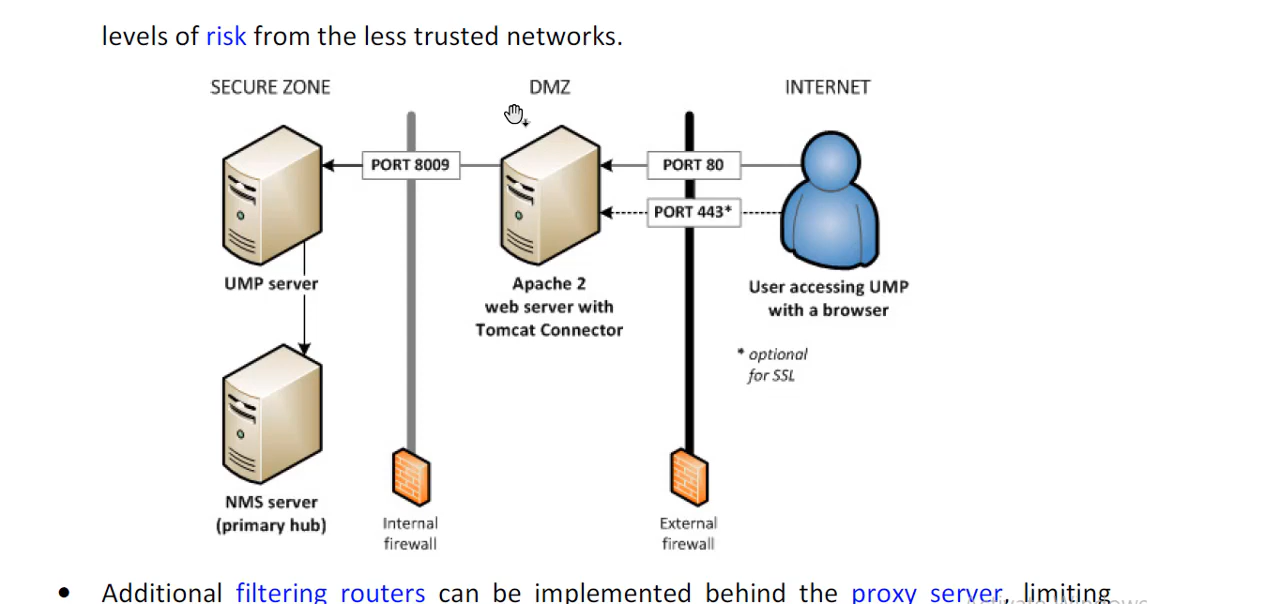 levels of risk from the less trusted networks.
SECURE ZONE
DMZ
INTERNET
PORT 8009
PORT 80
PORT 443*
UMP server
Apache 2
web server with
Tomcat Connector
User accessing UMP
with a browser
* optional
for SSL
NMS server
(primary hub)
Internal
firewall
External
firewall
• Additional filtering routers can be implemented behind the proxy server, limiting